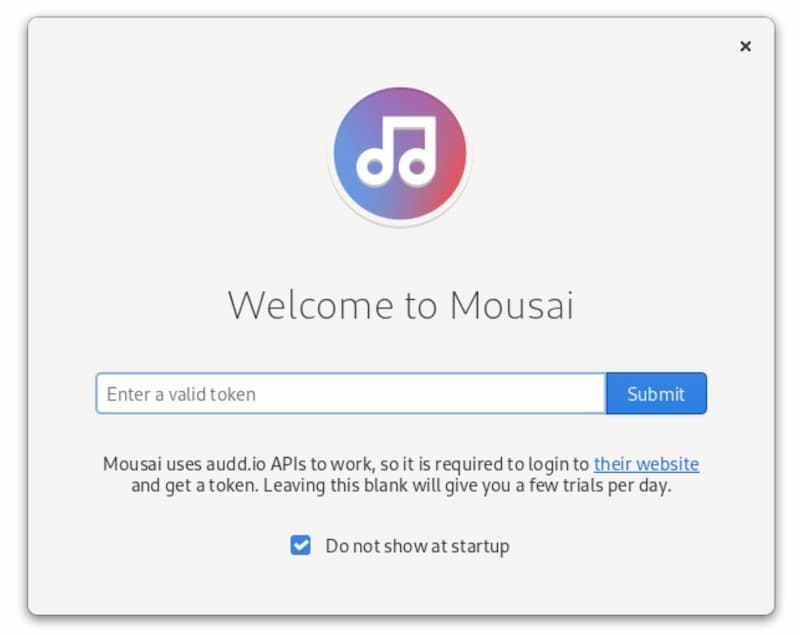 Welcome to Mousai
Enter a valid token
Submit
Mousai uses audd.io APIs to work, so it is required to login to their website
and get a token. Leaving this blank will give you a few trials per day.
Do not show at startup